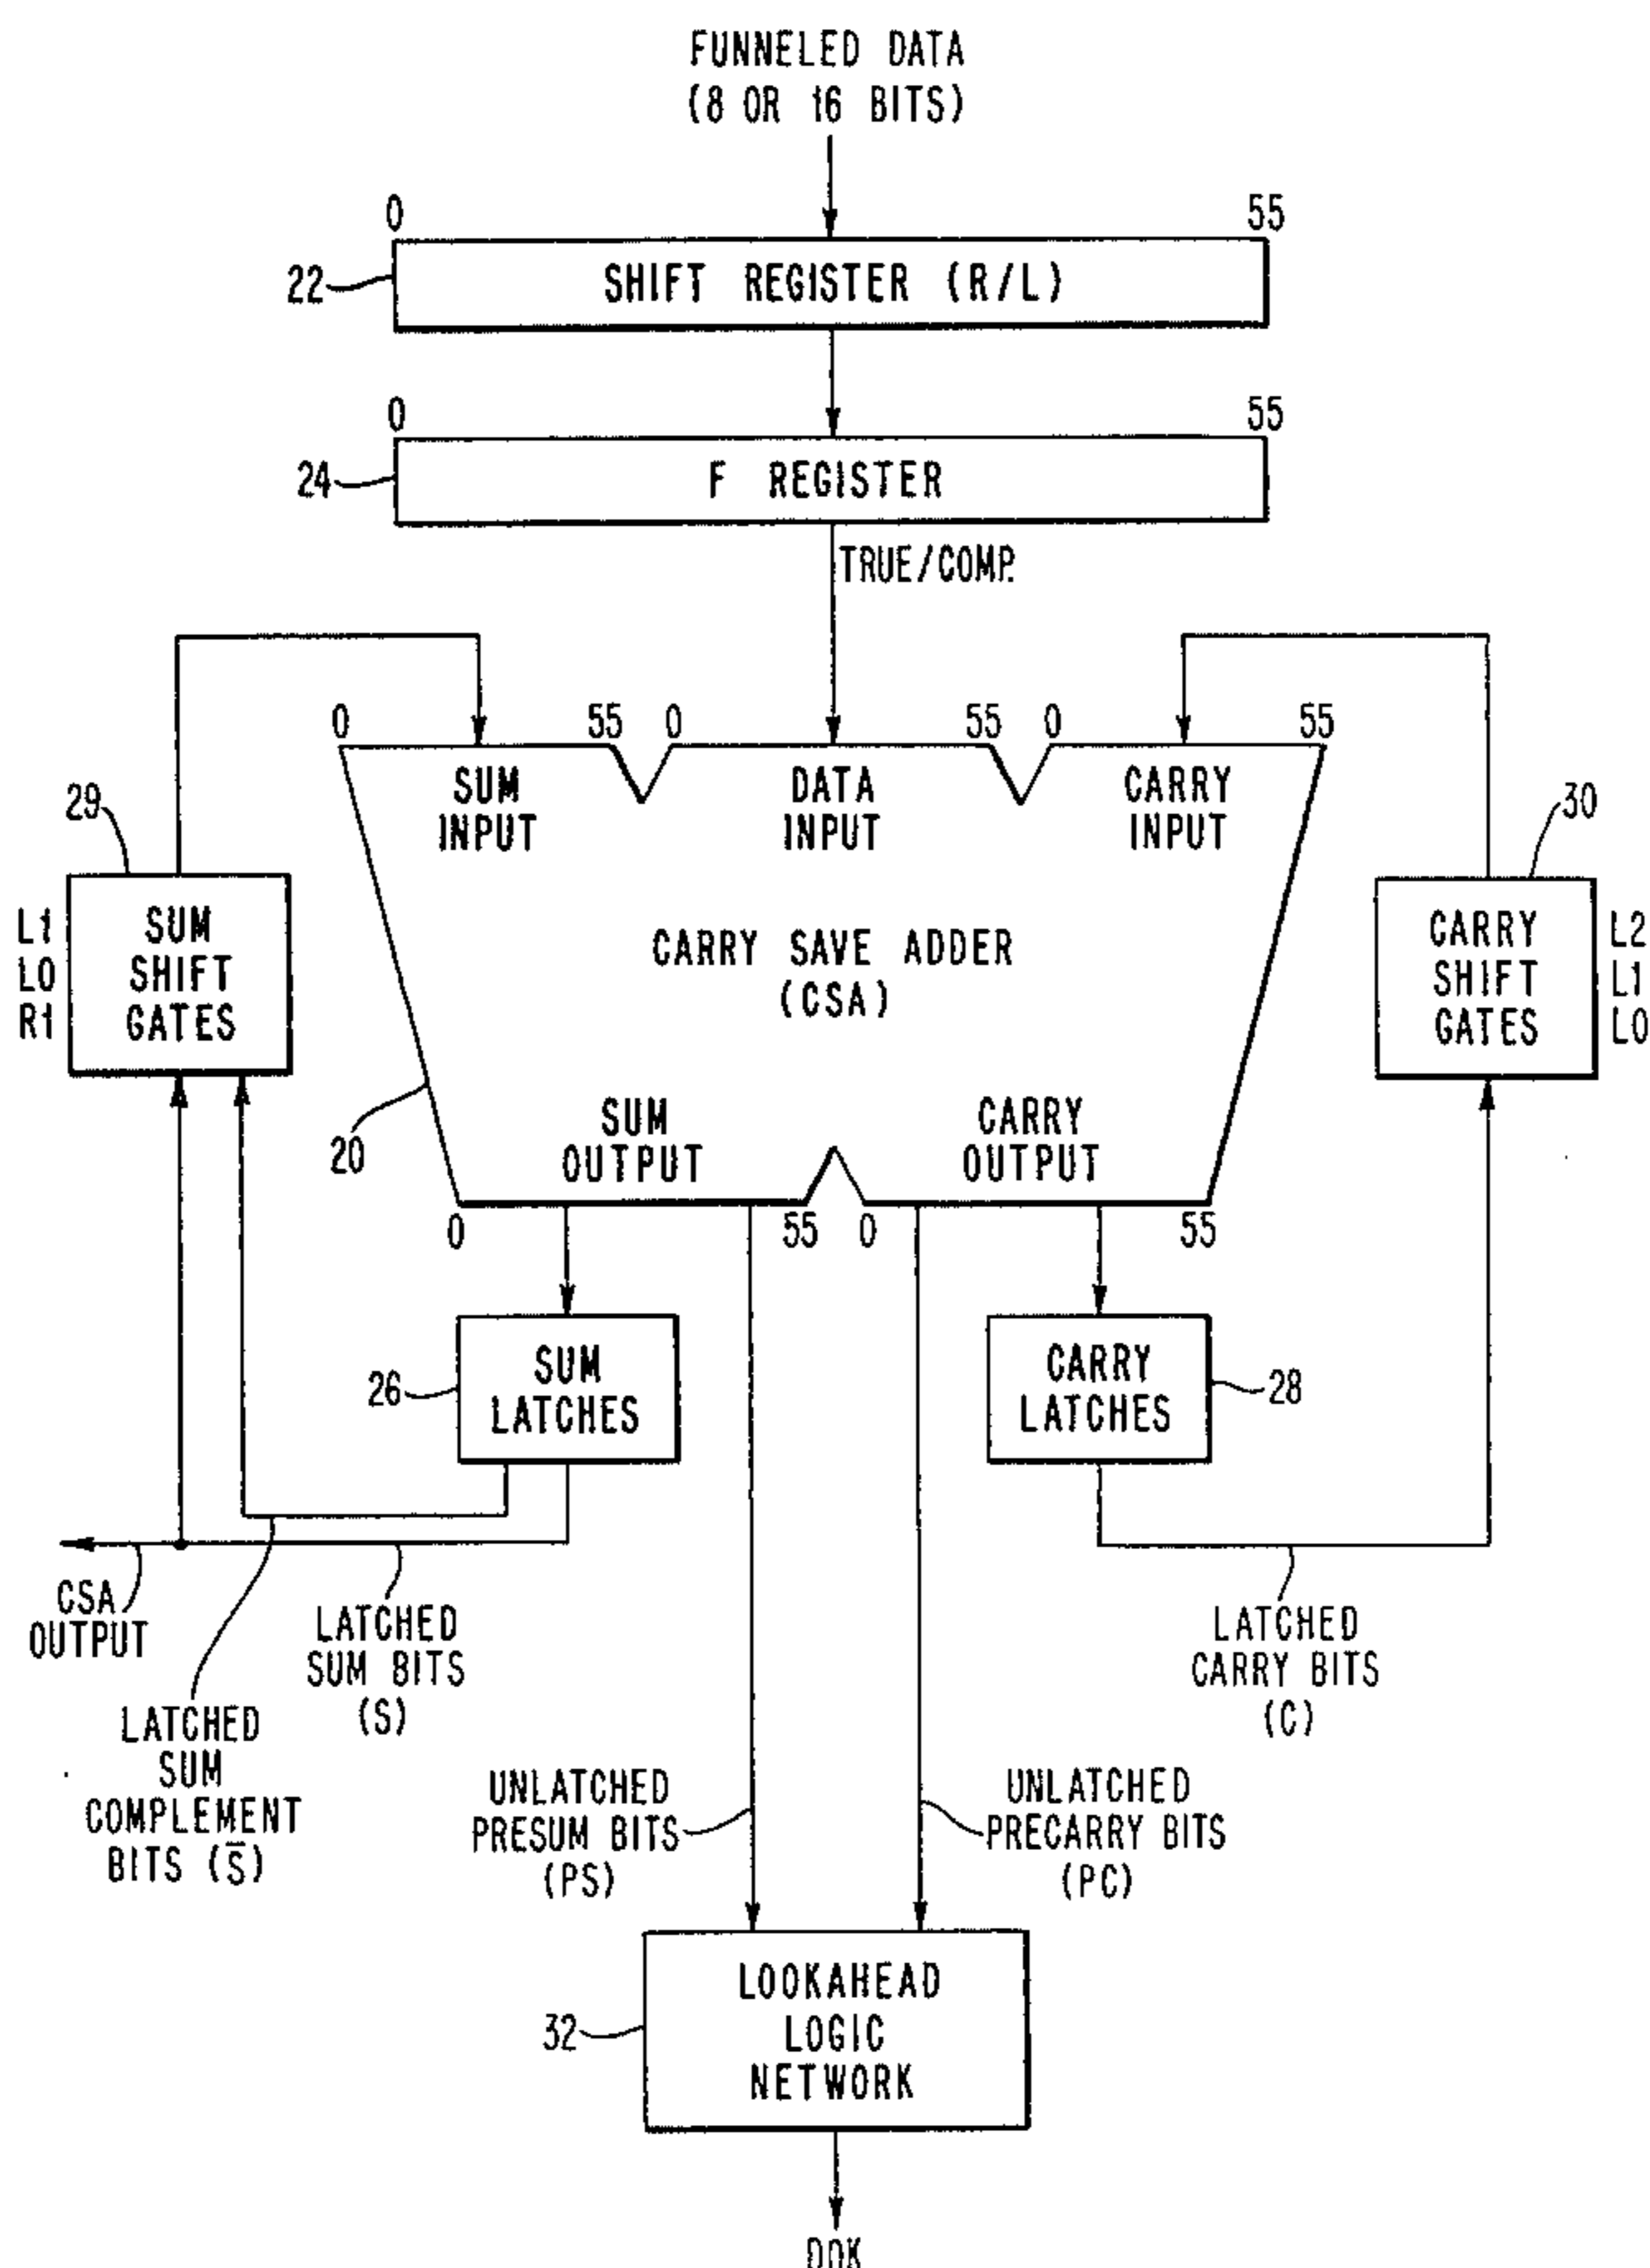 FUNNELED DATA
(8 OR 16 BITS)
0 55
22
SHIFT REGISTER (R/L)
0 55
24
F REGISTER
TRUE/COMP.
0 55 0 55 0 55
SUM
INPUT
DATA
INPUT
CARRY
INPUT
29
L1
L0
R1
SUM
SHIFT
GATES
CARRY SAVE ADDER
(CSA)
30
CARRY
SHIFT
GATES
L2
L1
L0
20
SUM
OUTPUT
CARRY
OUTPUT
0 55 0 55
26
SUM
LATCHES
CARRY
LATCHES
28
CSA
OUTPUT
LATCHED
SUM BITS
(S)
LATCHED
CARRY BITS
(C)
LATCHED
SUM
COMPLEMENT
BITS (S̅)
UNLATCHED
PRESUM BITS
(PS)
UNLATCHED
PRECARRY BITS
(PC)
32
LOOKAHEAD
LOGIC
NETWORK